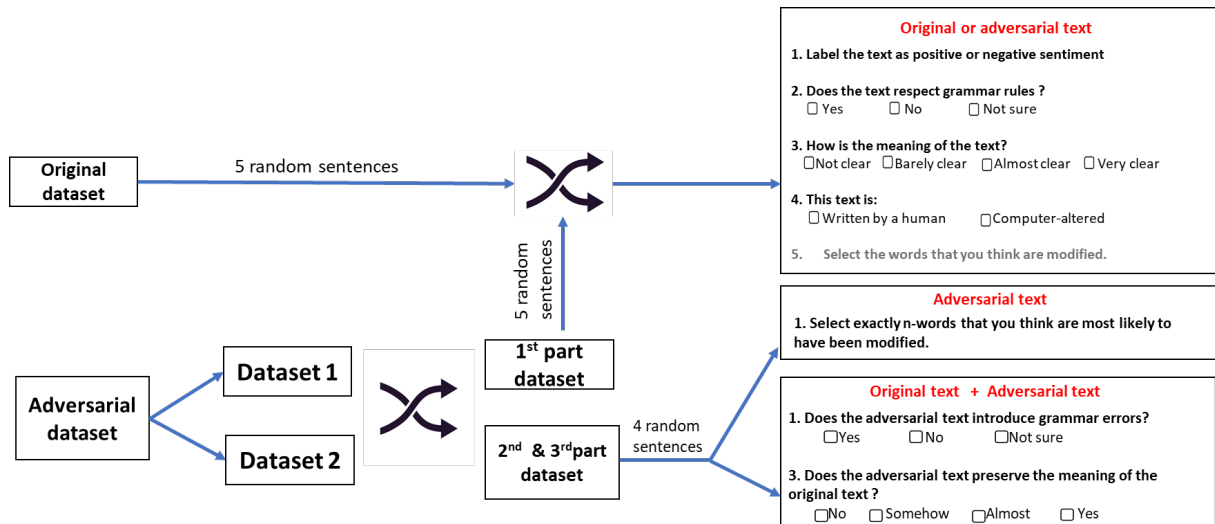 Original dataset
5 random sentences
5 random sentences
Adversarial dataset
Dataset 1
Dataset 2
1st part dataset
2nd & 3rd part dataset
4 random sentences
Original or adversarial text
1. Label the text as positive or negative sentiment
2. Does the text respect grammar rules ?
Yes No Not sure
3. How is the meaning of the text?
Not clear Barely clear Almost clear Very clear
4. This text is:
Written by a human Computer-altered
5. Select the words that you think are modified.
Adversarial text
1. Select exactly n-words that you think are most likely to
have been modified.
Original text + Adversarial text
1. Does the adversarial text introduce grammar errors?
Yes No Not sure
3. Does the adversarial text preserve the meaning of the
original text ?
No Somehow Almost Yes